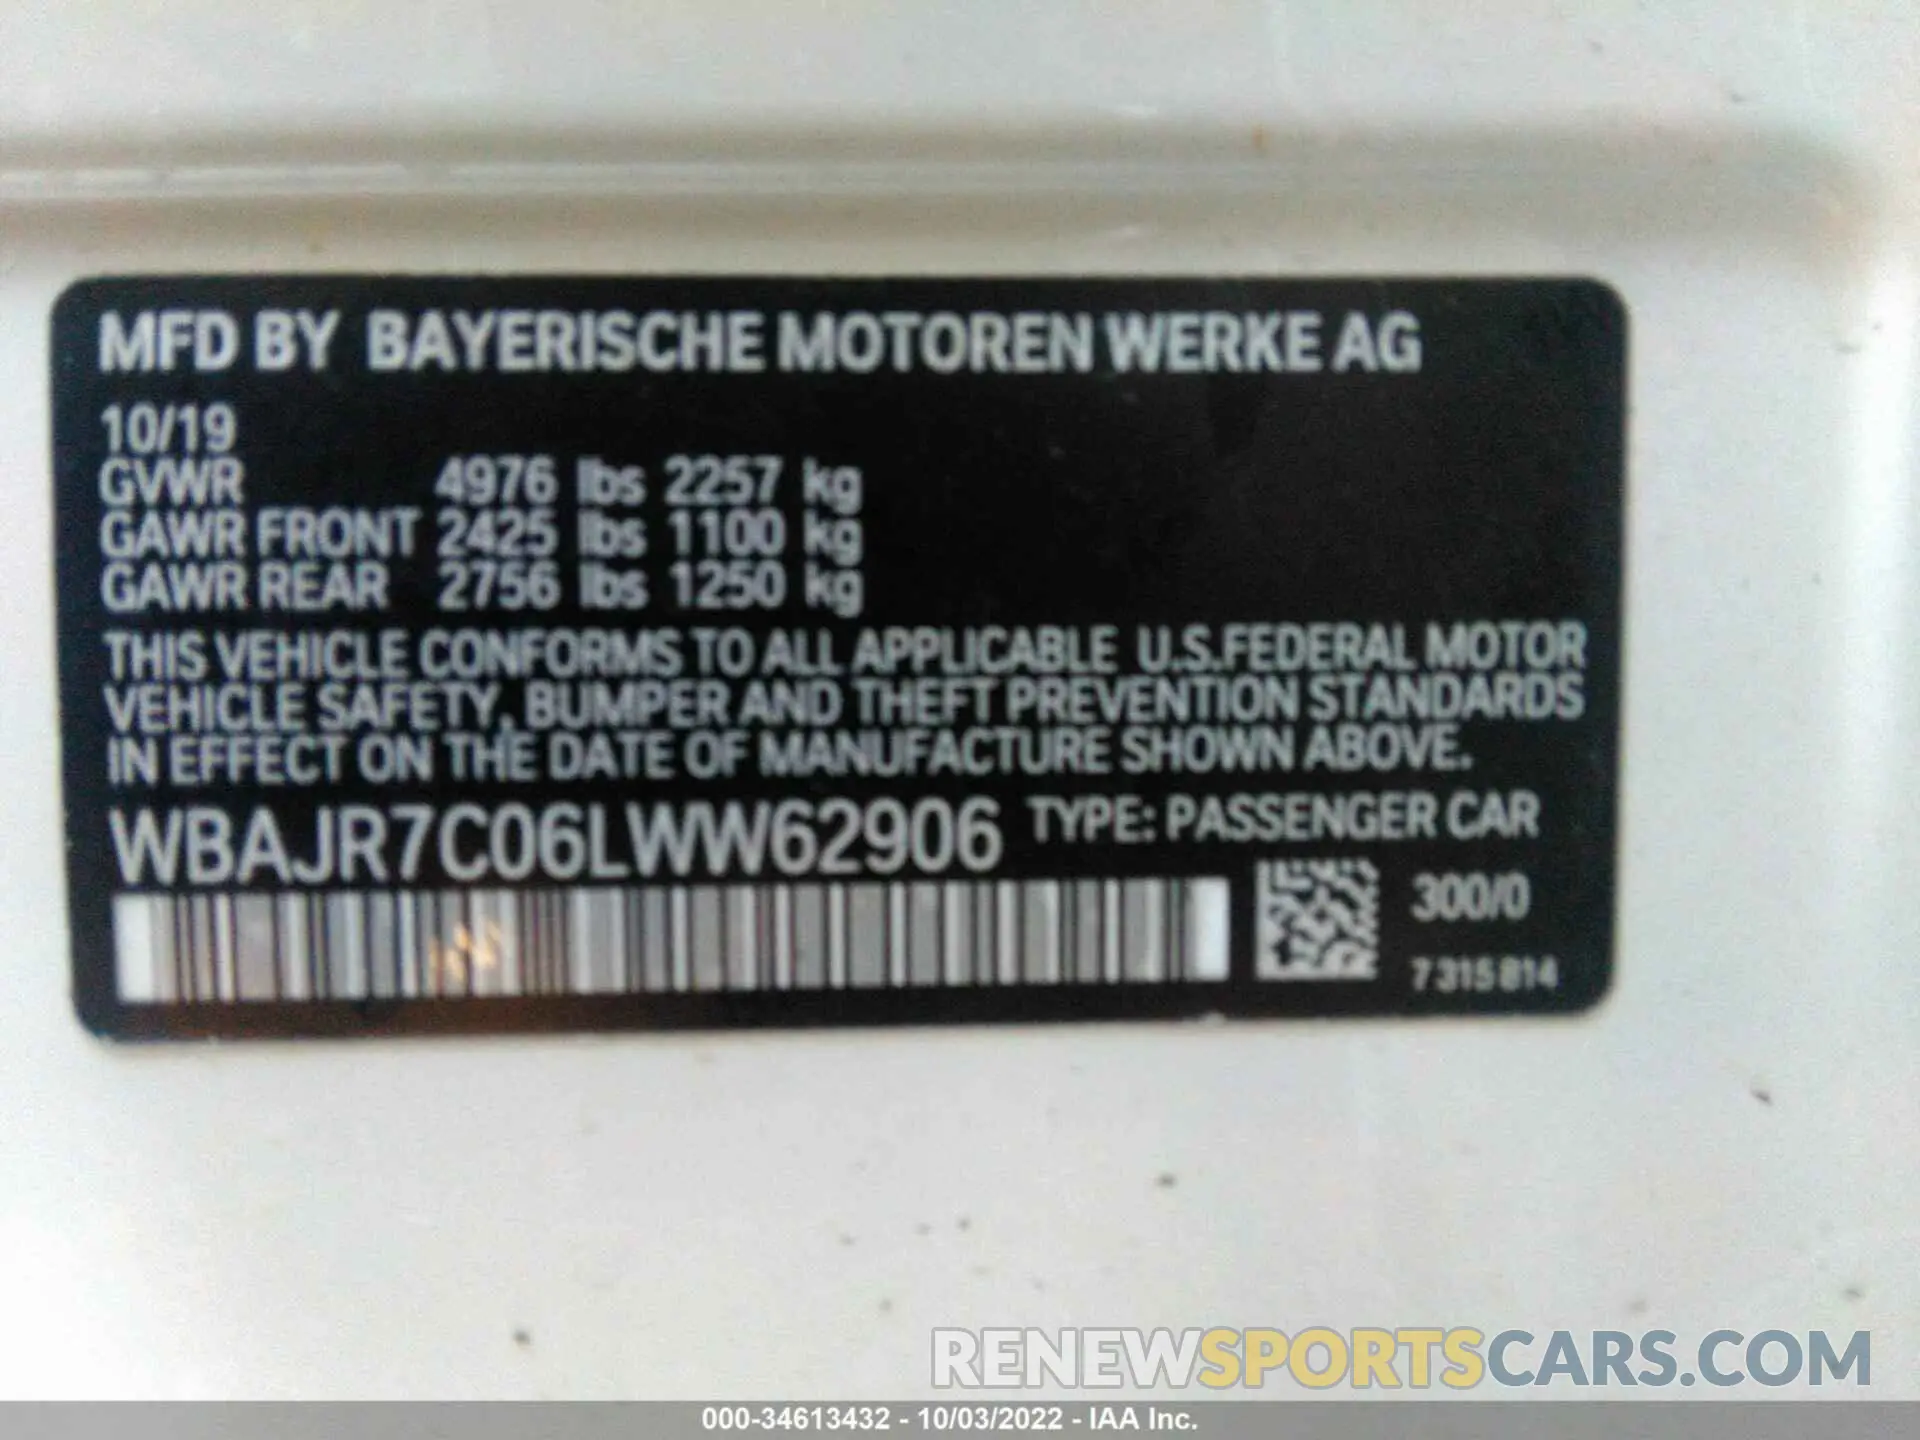 MFD BY BAYERISCHE MOTOREN WERKE AG
10/19
GVWR 4976 lbs 2257 kg
GAWR FRONT 2425 lbs 1100 kg
GAWR REAR 2756 lbs 1250 kg
THIS VEHICLE CONFORMS TO ALL APPLICABLE U.S.FEDERAL MOTOR
VEHICLE SAFETY, BUMPER AND THEFT PREVENTION STANDARDS
IN EFFECT ON THE DATE OF MANUFACTURE SHOWN ABOVE.
WBAJR7C06LWW62906 TYPE: PASSENGER CAR
300/0
7315814
RENEWSPORTSCARS.COM
000-34613432 - 10/03/2022 - IAA Inc.